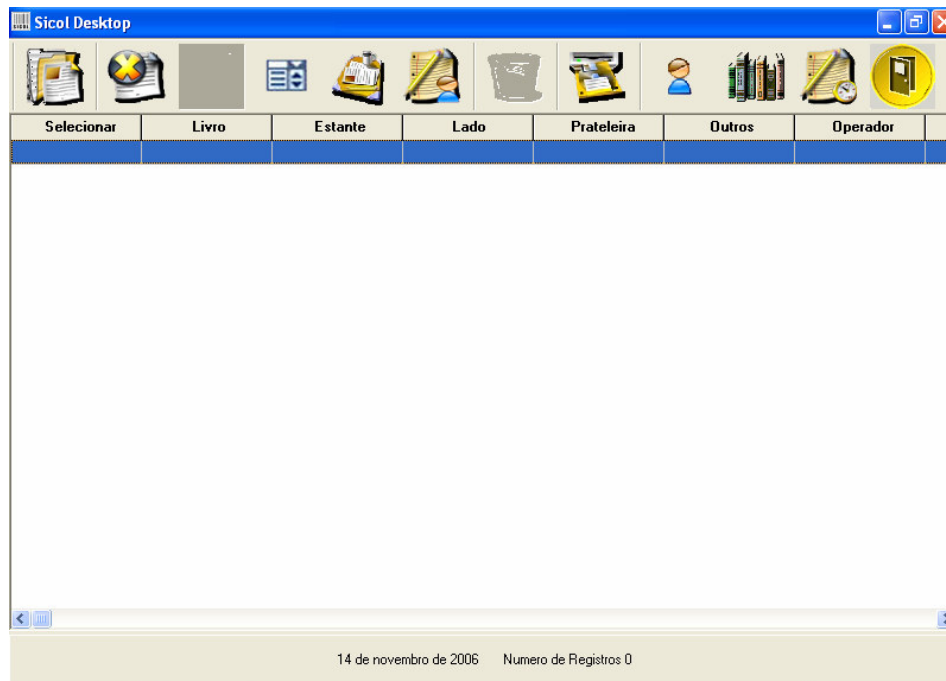 Sicol Desktop
Selecionar Livro Estante Lado Prateleira Outros Operador
14 de novembro de 2006 Numero de Registros 0